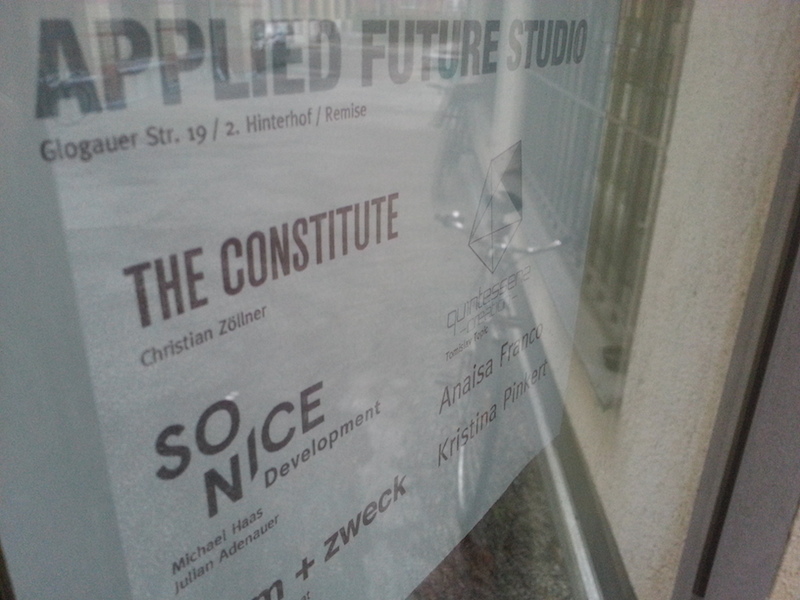 APPLIED FUTURE STUDIO
Glogauer Str. 19 / 2. Hinterhof / Remise
THE CONSTITUTE
Christian Zöllner
SO NICE
Development
Michael Haas
Julian Adenauer
m + zweck
quintessenz
Anaisa Franco
Kristina Pinkert